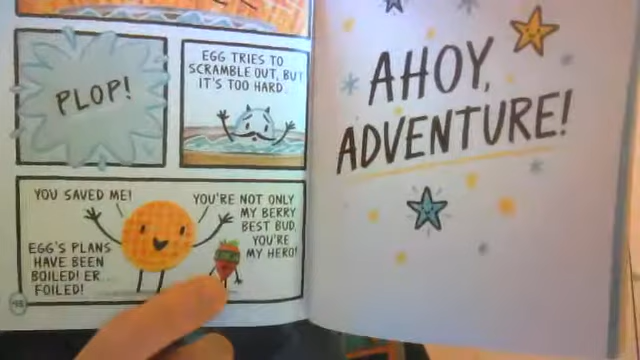 PLOP!
EGG TRIES TO
SCRAMBLE OUT, BUT
IT'S TOO HARD.
YOU SAVED ME!
YOU'RE NOT ONLY
MY BERRY
BEST BUD,
YOU'RE
MY HERO!
EGG'S PLANS
HAVE BEEN
BOILED! ER...
FOILED!
AHOY,
ADVENTURE!